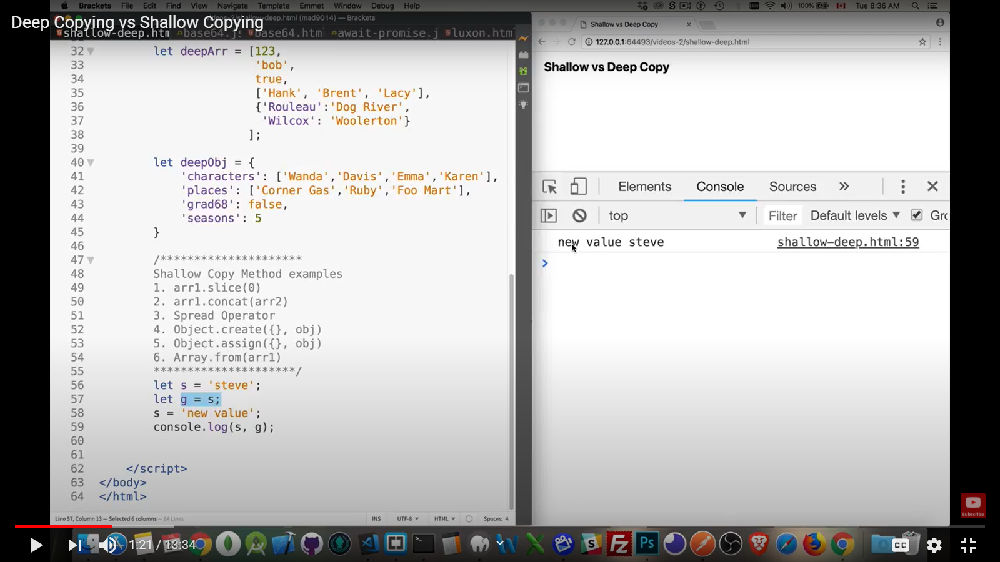 Brackets File Edit Find View Navigate Template Emmet Window Debug Help 100% Tue 8:36 AM
Deep Copying vs Shallow Copying
-deep.html (mad9014) — Brackets
shallow-deep.htm base64.js base64.htm await-promise.j luxon.html
32 let deepArr = [123,
33 'bob',
34 true,
35 ['Hank', 'Brent', 'Lacy'],
36 {'Rouleau':'Dog River',
37 'Wilcox': 'Woolerton'}
38 ];
39
40 let deepObj = {
41 'characters': ['Wanda','Davis','Emma','Karen'],
42 'places': ['Corner Gas','Ruby','Foo Mart'],
43 'grad68': false,
44 'seasons': 5
45 }
46
47 /*********************
48 Shallow Copy Method examples
49 1. arr1.slice(0)
50 2. arr1.concat(arr2)
51 3. Spread Operator
52 4. Object.create({}, obj)
53 5. Object.assign({}, obj)
54 6. Array.from(arr1)
55 *********************/
56 let s = 'steve';
57 let g = s;
58 s = 'new value';
59 console.log(s, g);
60
61
62 </script>
63 </body>
64 </html>
Line 57, Column 13 — Selected 6 columns — 64 Lines INS UTF-8 HTML Spaces: 4
Shallow vs Deep Copy
127.0.0.1:64493/videos-2/shallow-deep.html
Shallow vs Deep Copy
Elements Console Sources
top Filter Default levels Gro
new value steve shallow-deep.html:59
Subscribe
1:21 / 13:34
CC